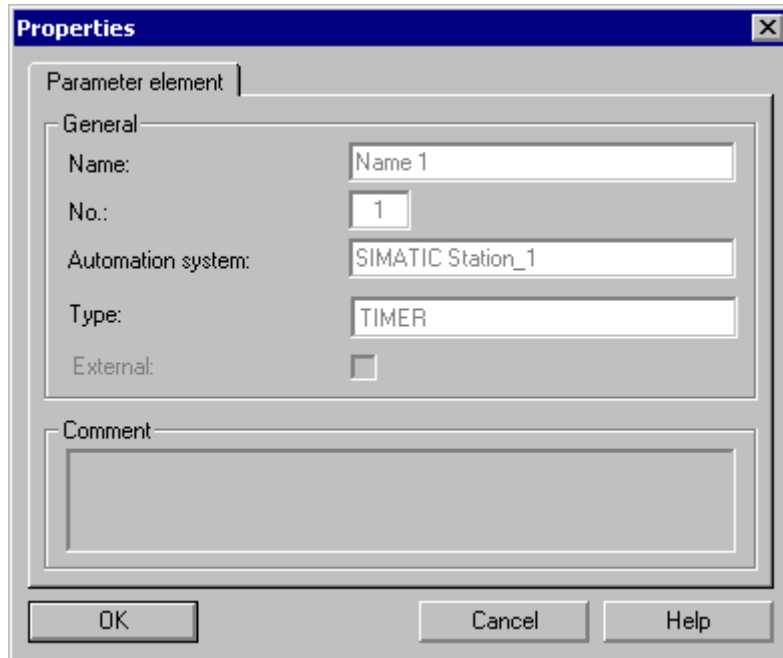 Properties
Parameter element
General
Name: Name 1
No.: 1
Automation system: SIMATIC Station_1
Type: TIMER
External:
Comment
OK Cancel Help